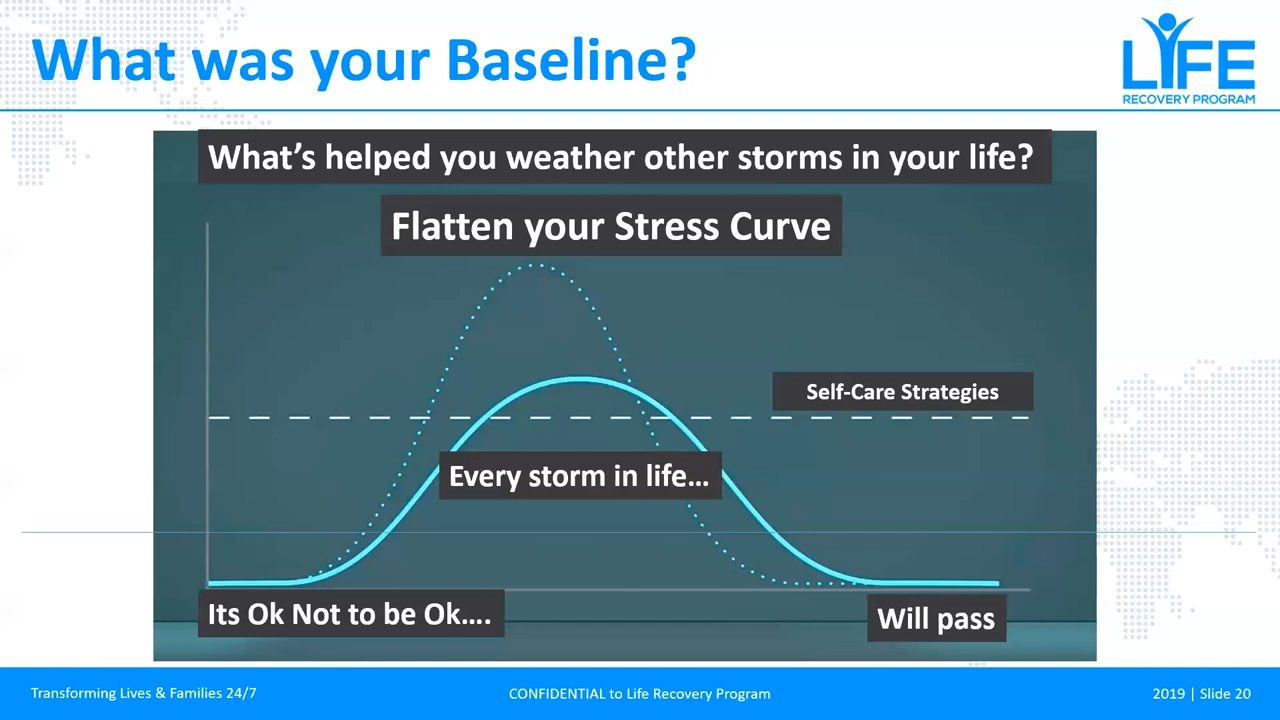 What was your Baseline?
LIFE
RECOVERY PROGRAM
What's helped you weather other storms in your life?
Flatten your Stress Curve
Self-Care Strategies
Every storm in life…
Its Ok Not to be Ok….
Will pass
Transforming Lives & Families 24/7
CONFIDENTIAL to Life Recovery Program
2019 | Slide 20